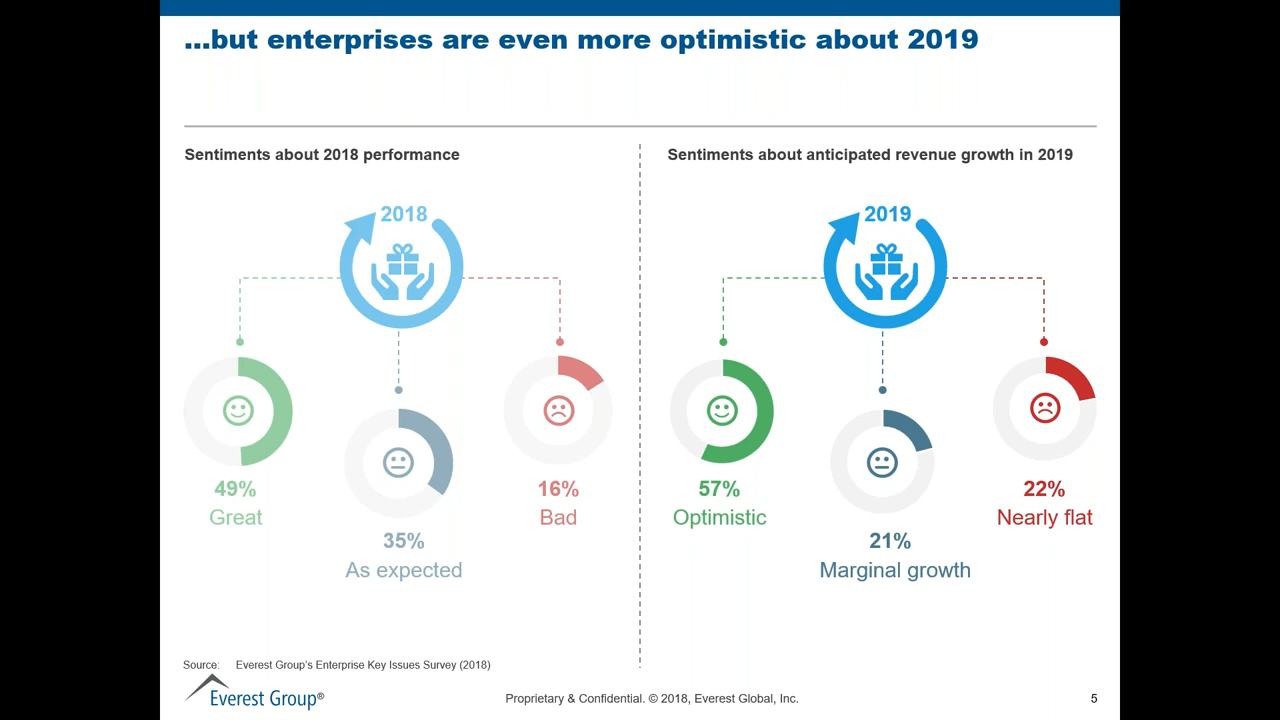 ...but enterprises are even more optimistic about 2019
Sentiments about 2018 performance
2018
49%
Great
35%
As expected
16%
Bad
Sentiments about anticipated revenue growth in 2019
2019
57%
Optimistic
21%
Marginal growth
22%
Nearly flat
Source: Everest Group's Enterprise Key Issues Survey (2018)
Everest Group®
Proprietary & Confidential. © 2018, Everest Global, Inc.
5